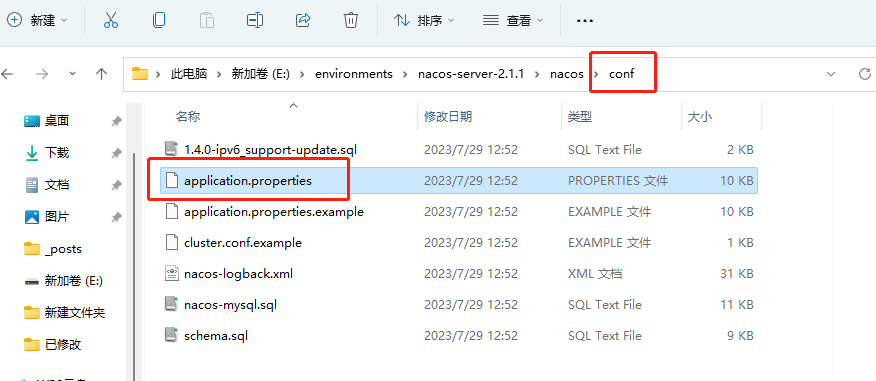 新建
排序
查看
此电脑 > 新加卷 (E:) > environments > nacos-server-2.1.1 > nacos > conf
名称 修改日期 类型 大小
桌面
下载
文档
图片
_posts
新加卷 (E:)
新建文件夹
已修改
1.4.0-ipv6_support-update.sql 2023/7/29 12:52 SQL Text File 2 KB
application.properties 2023/7/29 12:52 PROPERTIES 文件 10 KB
application.properties.example 2023/7/29 12:52 EXAMPLE 文件 10 KB
cluster.conf.example 2023/7/29 12:52 EXAMPLE 文件 1 KB
nacos-logback.xml 2023/7/29 12:52 XML 文档 31 KB
nacos-mysql.sql 2023/7/29 12:52 SQL Text File 11 KB
schema.sql 2023/7/29 12:52 SQL Text File 9 KB